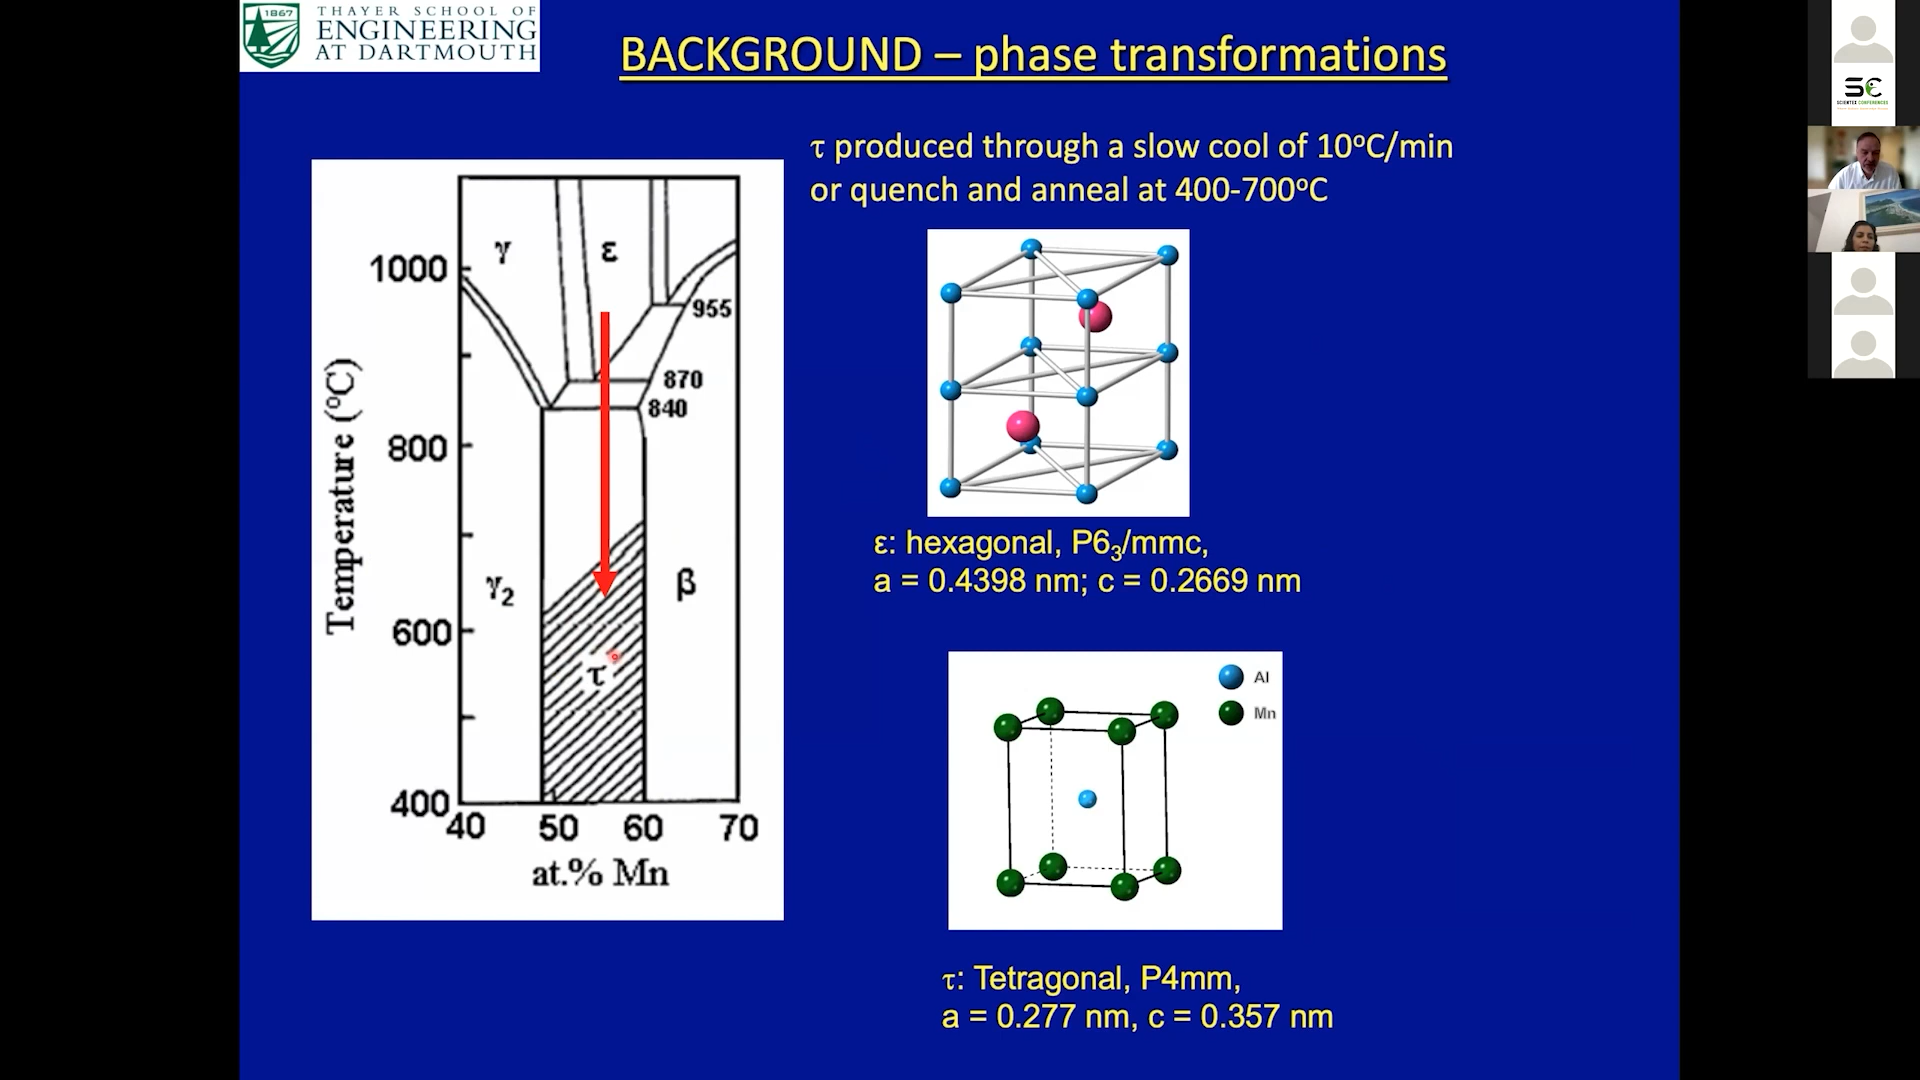 1867
THAYER SCHOOL OF
ENGINEERING
AT DARTMOUTH
BACKGROUND – phase transformations
τ produced through a slow cool of 10°C/min
or quench and anneal at 400-700°C
γ
ε
1000
955
870
840
800
γ2
β
600
τ
400
40
50
60
70
Temperature (°C)
at.% Mn
ε: hexagonal, P6₃/mmc,
a = 0.4398 nm; c = 0.2669 nm
Al
Mn
τ: Tetragonal, P4mm,
a = 0.277 nm, c = 0.357 nm
SC
SCIENTEX CONFERENCES